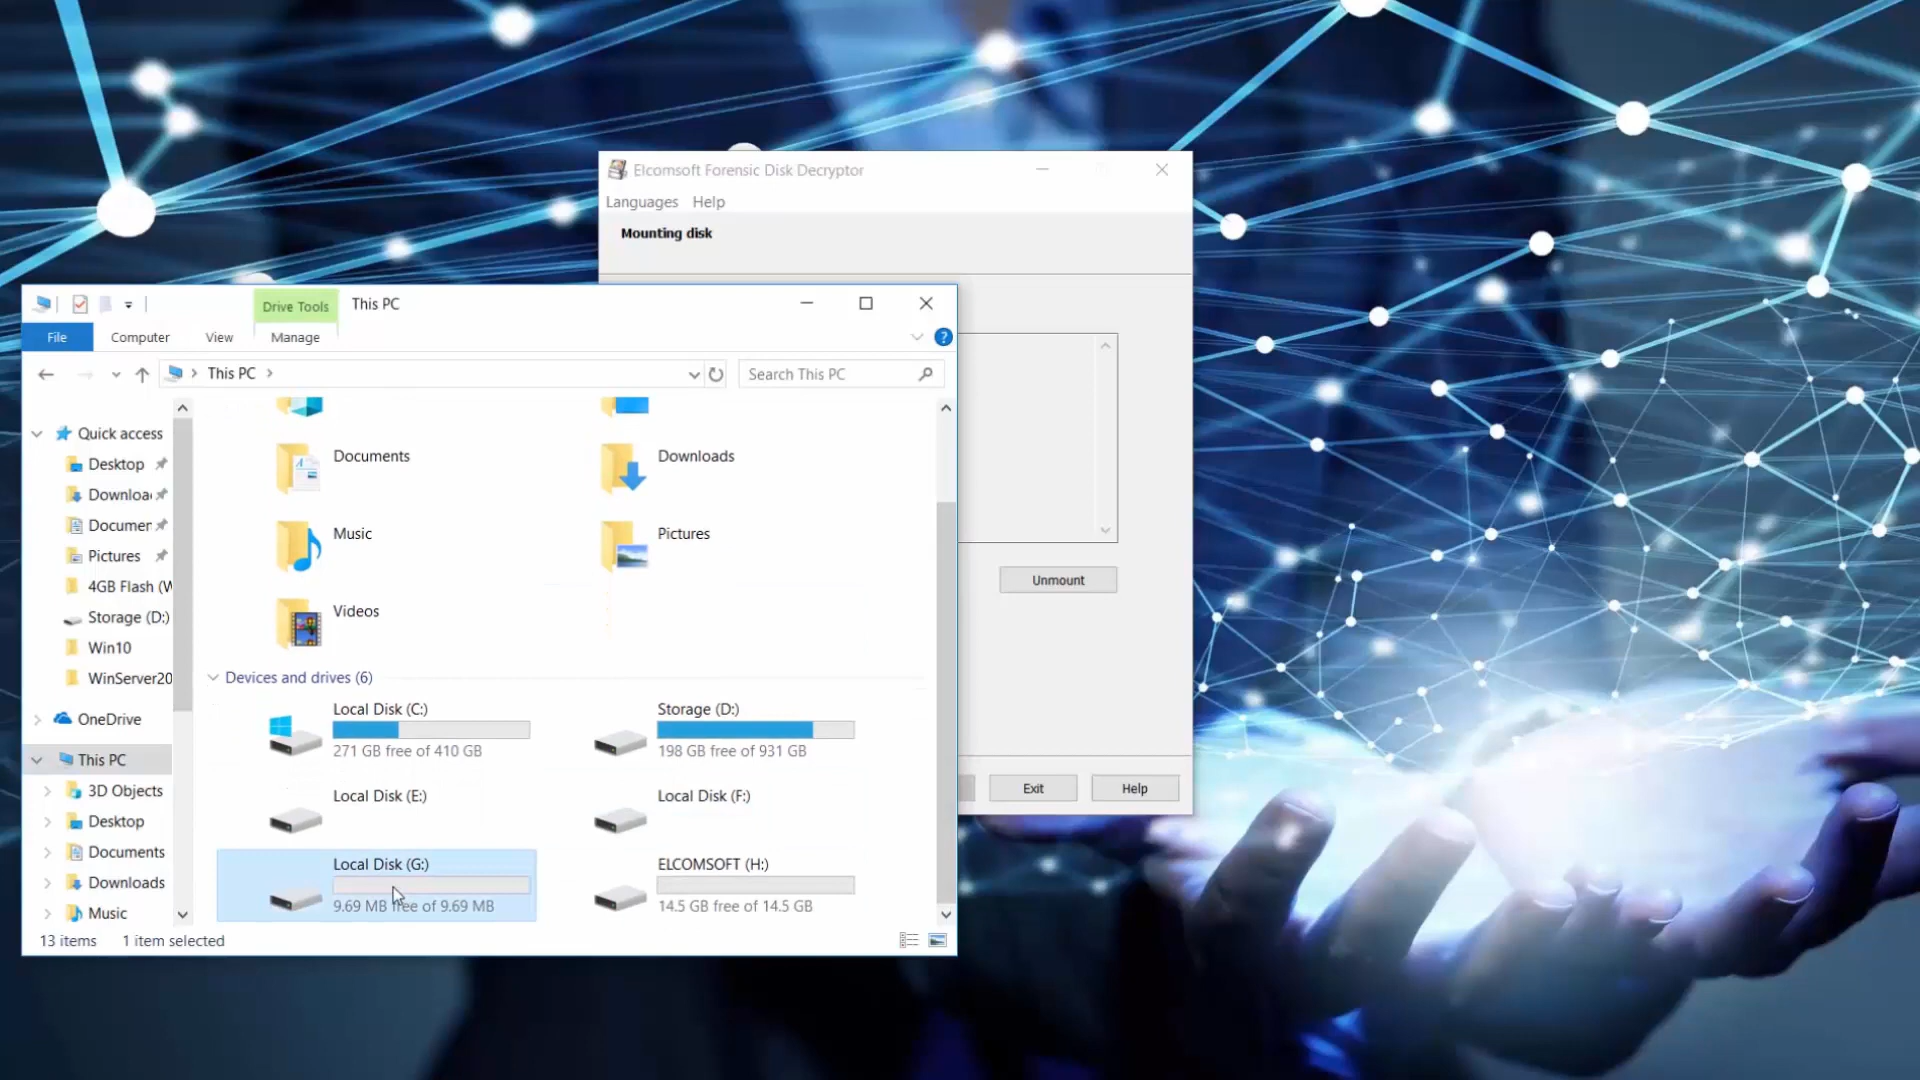 Elcomsoft Forensic Disk Decryptor
Languages Help
Mounting disk
Unmount
Exit Help
Drive Tools This PC
File Computer View Manage
This PC
Search This PC
Quick access
Desktop
Downloa
Documer
Pictures
4GB Flash (W
Storage (D:)
Win10
WinServer20
OneDrive
This PC
3D Objects
Desktop
Documents
Downloads
Music
Documents Downloads
Music Pictures
Videos
Devices and drives (6)
Local Disk (C:)
271 GB free of 410 GB
Storage (D:)
198 GB free of 931 GB
Local Disk (E:)
Local Disk (F:)
Local Disk (G:)
9.69 MB free of 9.69 MB
ELCOMSOFT (H:)
14.5 GB free of 14.5 GB
13 items 1 item selected